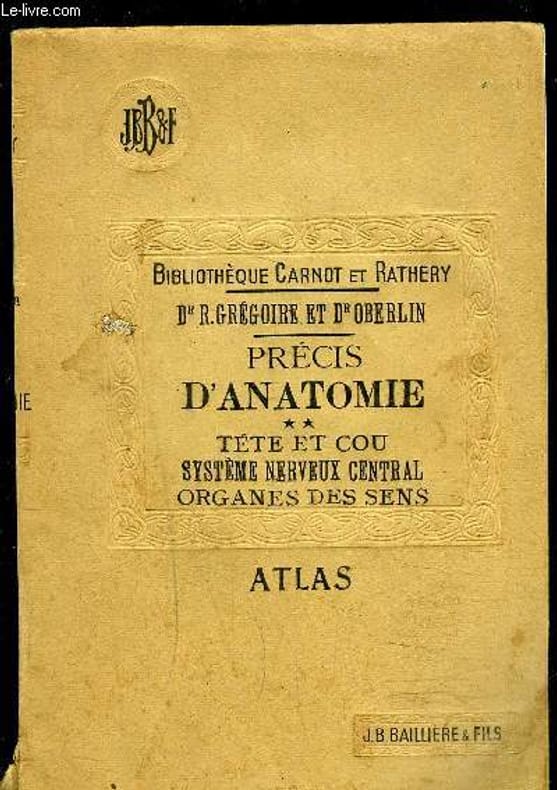 Le-livre.com
JBB&F
BIBLIOTHÈQUE CARNOT ET RATHERY
Dr R. GRÉGOIRE ET Dr OBERLIN
PRÉCIS
D'ANATOMIE
★★
TÊTE ET COU
SYSTÈME NERVEUX CENTRAL
ORGANES DES SENS
ATLAS
IE
J. B. BAILLIÈRE & FILS